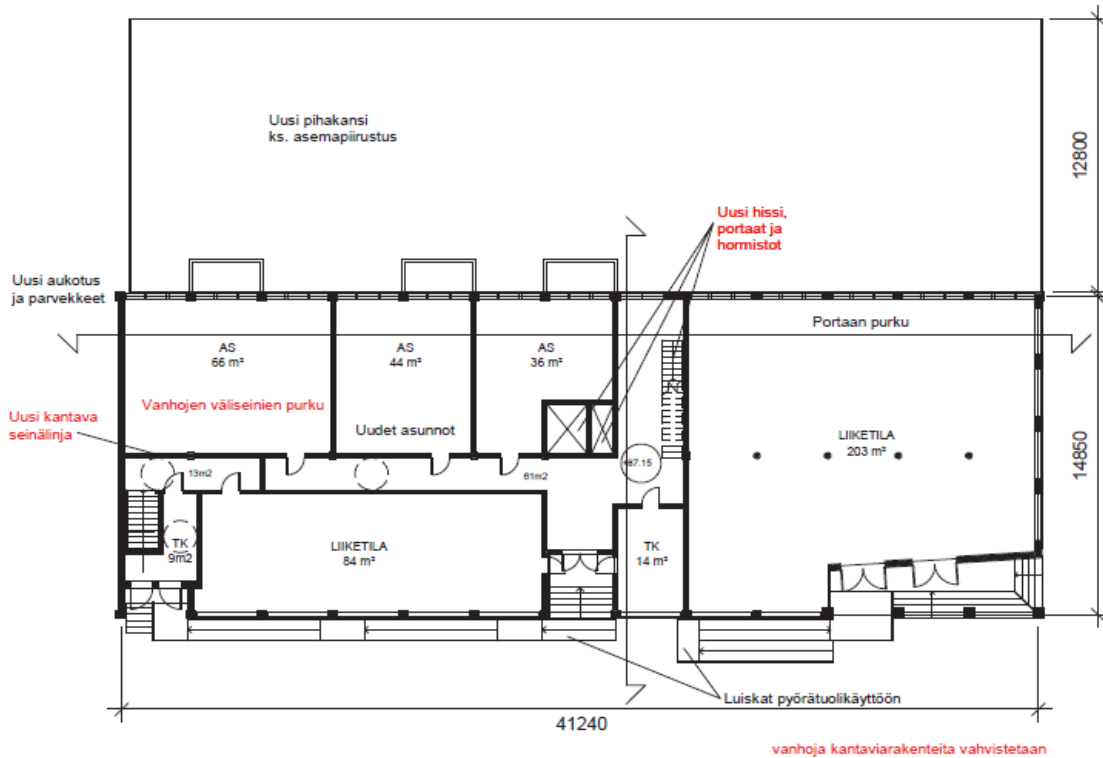 Uusi pihakansi
ks. asemapiirustus
12800
Uusi hissi,
portaat ja
hormistot
Uusi aukotus
ja parvekkeet
Portaan purku
AS
66 m²
AS
44 m²
AS
36 m²
Vanhojen väliseinien purku
Uusi kantava
seinälinja
Uudet asunnot
LIIKETILA
203 m²
14850
13m2
61m2
+87.15
TK
9m2
LIIKETILA
84 m²
TK
14 m²
Luiskat pyörätuolikäyttöön
41240
vanhoja kantaviarakenteita vahvistetaan